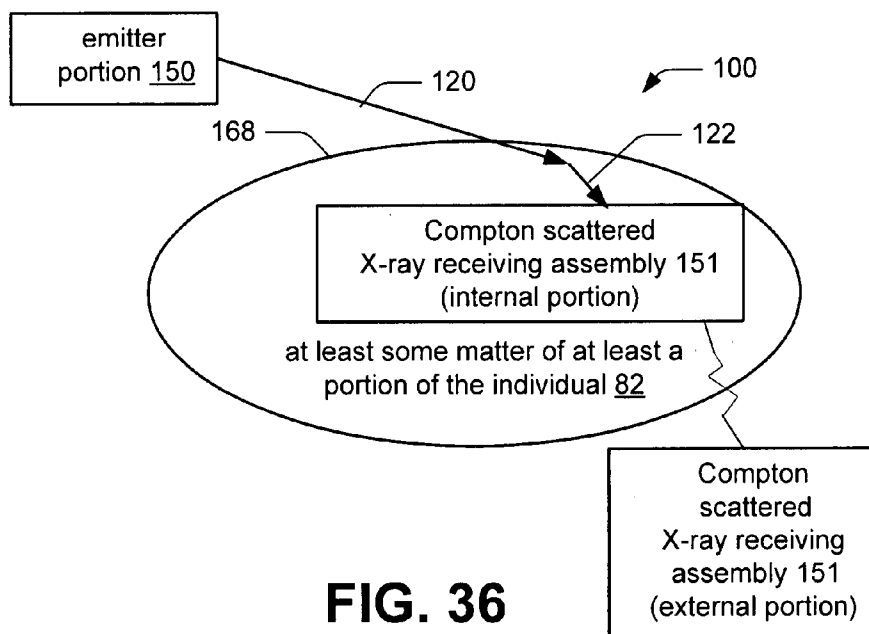 emitter
portion 150
120
100
168
122
Compton scattered
X-ray receiving assembly 151
(internal portion)
at least some matter of at least a
portion of the individual 82
Compton
scattered
X-ray receiving
assembly 151
(external portion)
FIG. 36